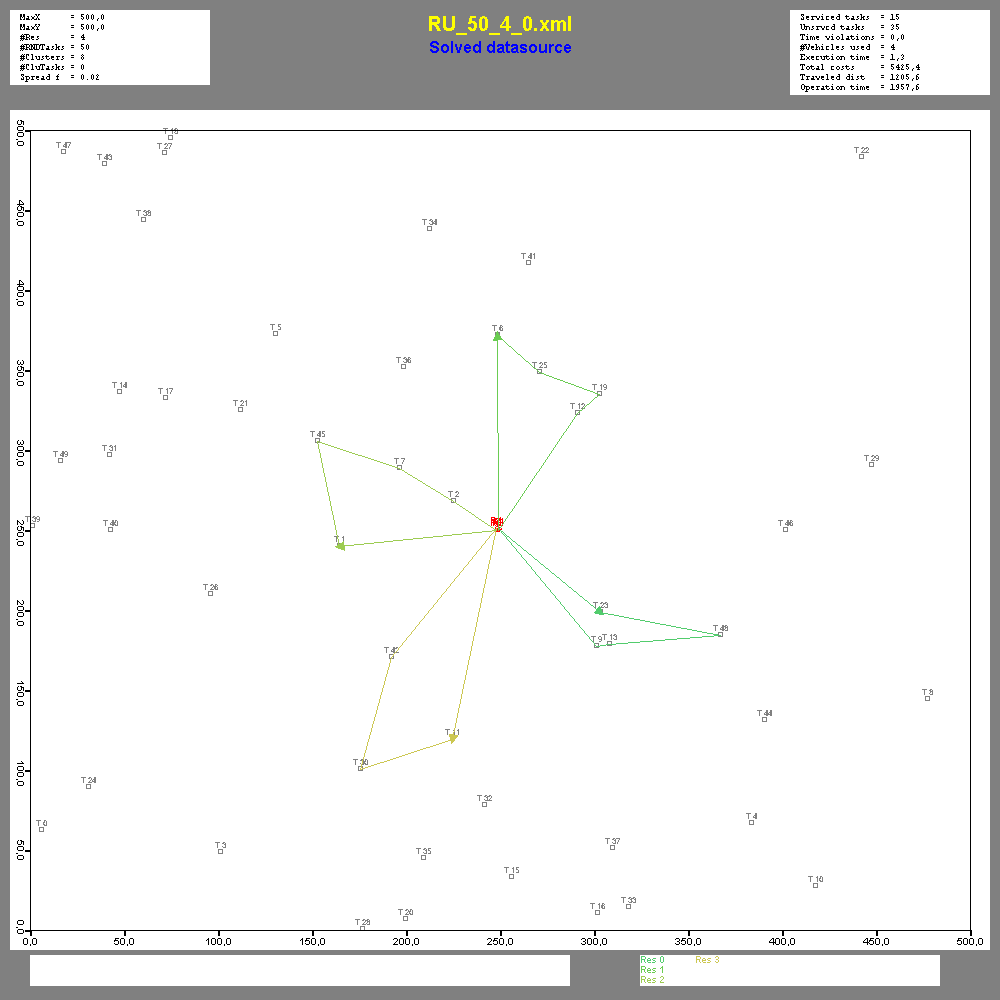 RU_50_4_0.xml
Solved datasource
MaxX = 500,0
MaxY = 500,0
#Res = 4
#RNDTasks = 50
#Clusters = 8
#CluTasks = 0
Spread f = 0.02
Serviced tasks = 15
Unsrvcd tasks = 35
Time violations = 0,0
#Vehicles used = 4
Execution time = 1,3
Total costs = 5425,4
Traveled dist = 1205,6
Operation time = 1957,6
T 47
T 43
T 27
T 38
T 22
T 34
T 41
T 5
T 6
T 36
T 25
T 14
T 17
T 19
T 21
T 12
T 45
T 31
T 49
T 7
T 29
T 2
T 39
T 40
T 46
T 1
T 26
T 23
T 48
T 9
T 13
T 42
T 8
T 44
T 11
T 30
T 24
T 32
T 0
T 4
T 3
T 37
T 35
T 15
T 10
T 33
T 16
T 20
T 28
500,0
450,0
400,0
350,0
300,0
250,0
200,0
150,0
100,0
50,0
0,0
0,0 50,0 100,0 150,0 200,0 250,0 300,0 350,0 400,0 450,0 500,0
Res 0 Res 3
Res 1
Res 2